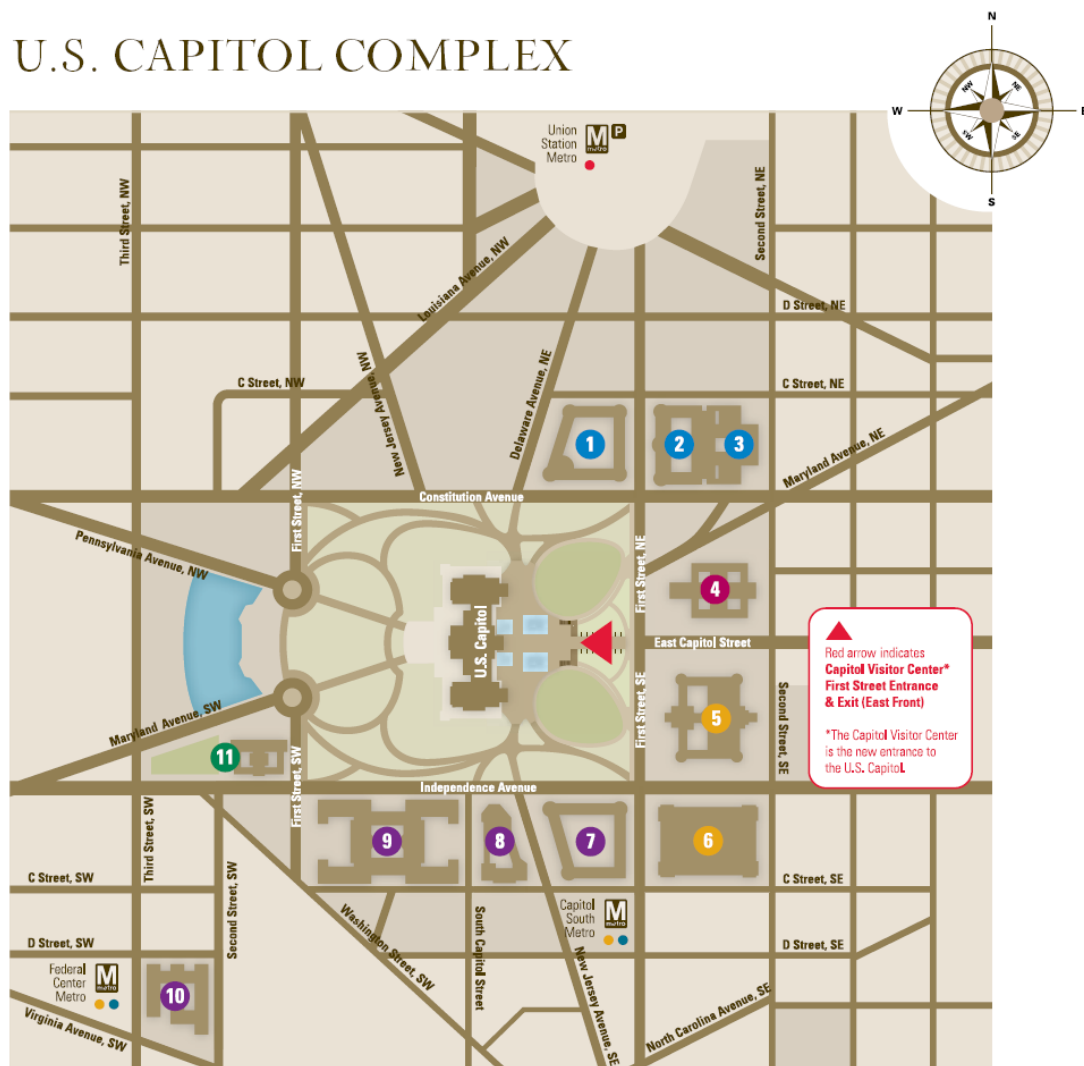 U.S. CAPITOL COMPLEX
N
NW
NE
W
E
SW
SE
S
Union
Station
Metro
M
metro
P
Third Street, NW
Second Street, NE
Louisiana Avenue, NW
D Street, NE
New Jersey Avenue, NW
Delaware Avenue, NE
C Street, NW
C Street, NE
1
2
3
Maryland Avenue, NE
First Street, NW
Constitution Avenue
Pennsylvania Avenue, NW
First Street, NE
4
U.S. Capitol
East Capitol Street
Red arrow indicates
Capitol Visitor Center*
First Street Entrance
& Exit (East Front)
*The Capitol Visitor Center
is the new entrance to
the U.S. Capitol.
First Street, SE
5
Second Street, SE
Maryland Avenue, SW
11
First Street, SW
Independence Avenue
9
8
7
6
Third Street, SW
Second Street, SW
C Street, SW
C Street, SE
Washington Street, SW
South Capitol Street
Capitol
South
Metro
M
metro
D Street, SW
D Street, SE
Federal
Center
Metro
M
metro
10
New Jersey Avenue, SE
North Carolina Avenue, SE
Virginia Avenue, SW